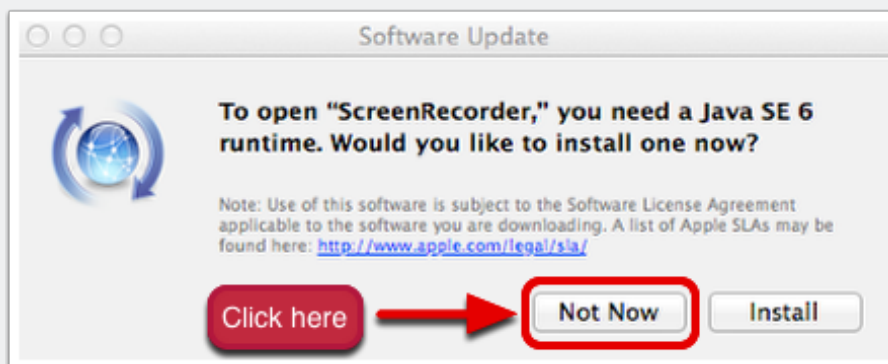 Software Update
To open “ScreenRecorder,” you need a Java SE 6
runtime. Would you like to install one now?
Note: Use of this software is subject to the Software License Agreement
applicable to the software you are downloading. A list of Apple SLAs may be
found here: http://www.apple.com/legal/sla/
Click here
Not Now
Install